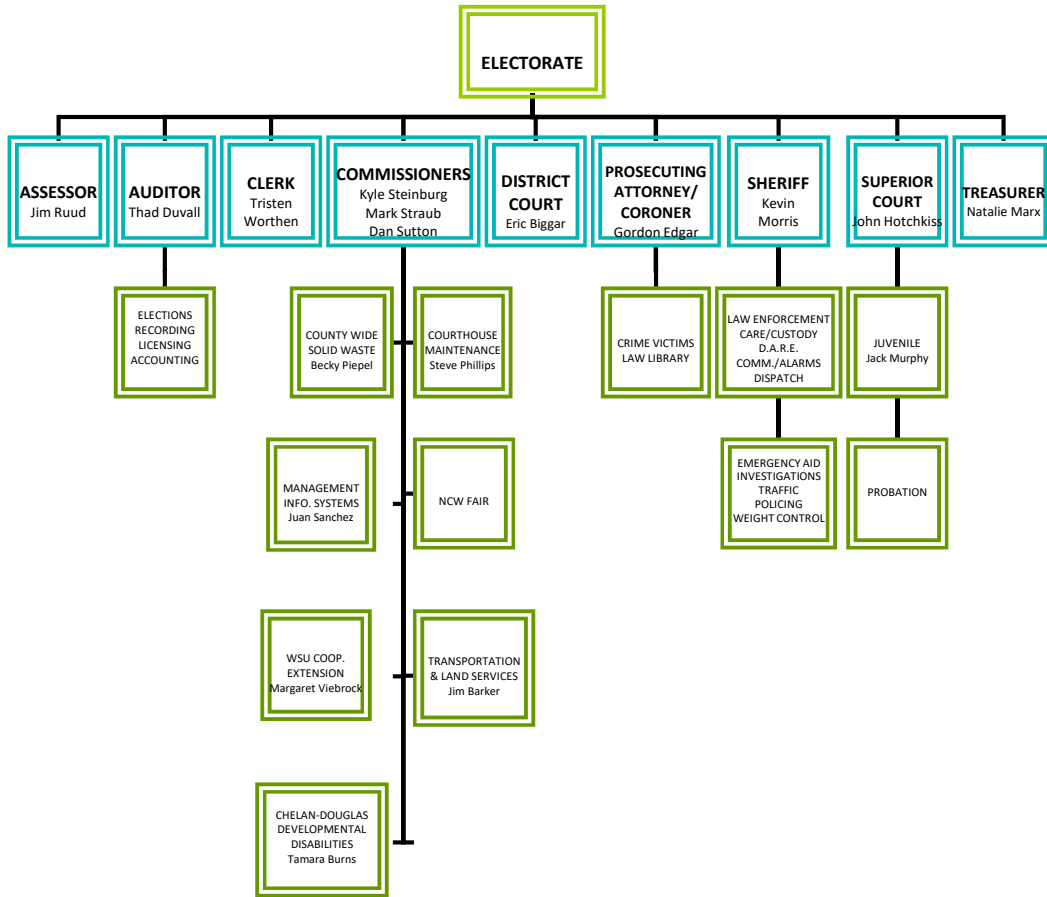 ELECTORATE
ASSESSOR
Jim Ruud
AUDITOR
Thad Duvall
CLERK
Tristen
Worthen
COMMISSIONERS
Kyle Steinburg
Mark Straub
Dan Sutton
DISTRICT
COURT
Eric Biggar
PROSECUTING
ATTORNEY/
CORONER
Gordon Edgar
SHERIFF
Kevin
Morris
SUPERIOR
COURT
John Hotchkiss
TREASURER
Natalie Marx
ELECTIONS
RECORDING
LICENSING
ACCOUNTING
COUNTY WIDE
SOLID WASTE
Becky Piepel
COURTHOUSE
MAINTENANCE
Steve Phillips
CRIME VICTIMS
LAW LIBRARY
LAW ENFORCEMENT
CARE/CUSTODY
D.A.R.E.
COMM./ALARMS
DISPATCH
JUVENILE
Jack Murphy
MANAGEMENT
INFO. SYSTEMS
Juan Sanchez
NCW FAIR
EMERGENCY AID
INVESTIGATIONS
TRAFFIC
POLICING
WEIGHT CONTROL
PROBATION
WSU COOP.
EXTENSION
Margaret Viebrock
TRANSPORTATION
& LAND SERVICES
Jim Barker
CHELAN-DOUGLAS
DEVELOPMENTAL
DISABILITIES
Tamara Burns